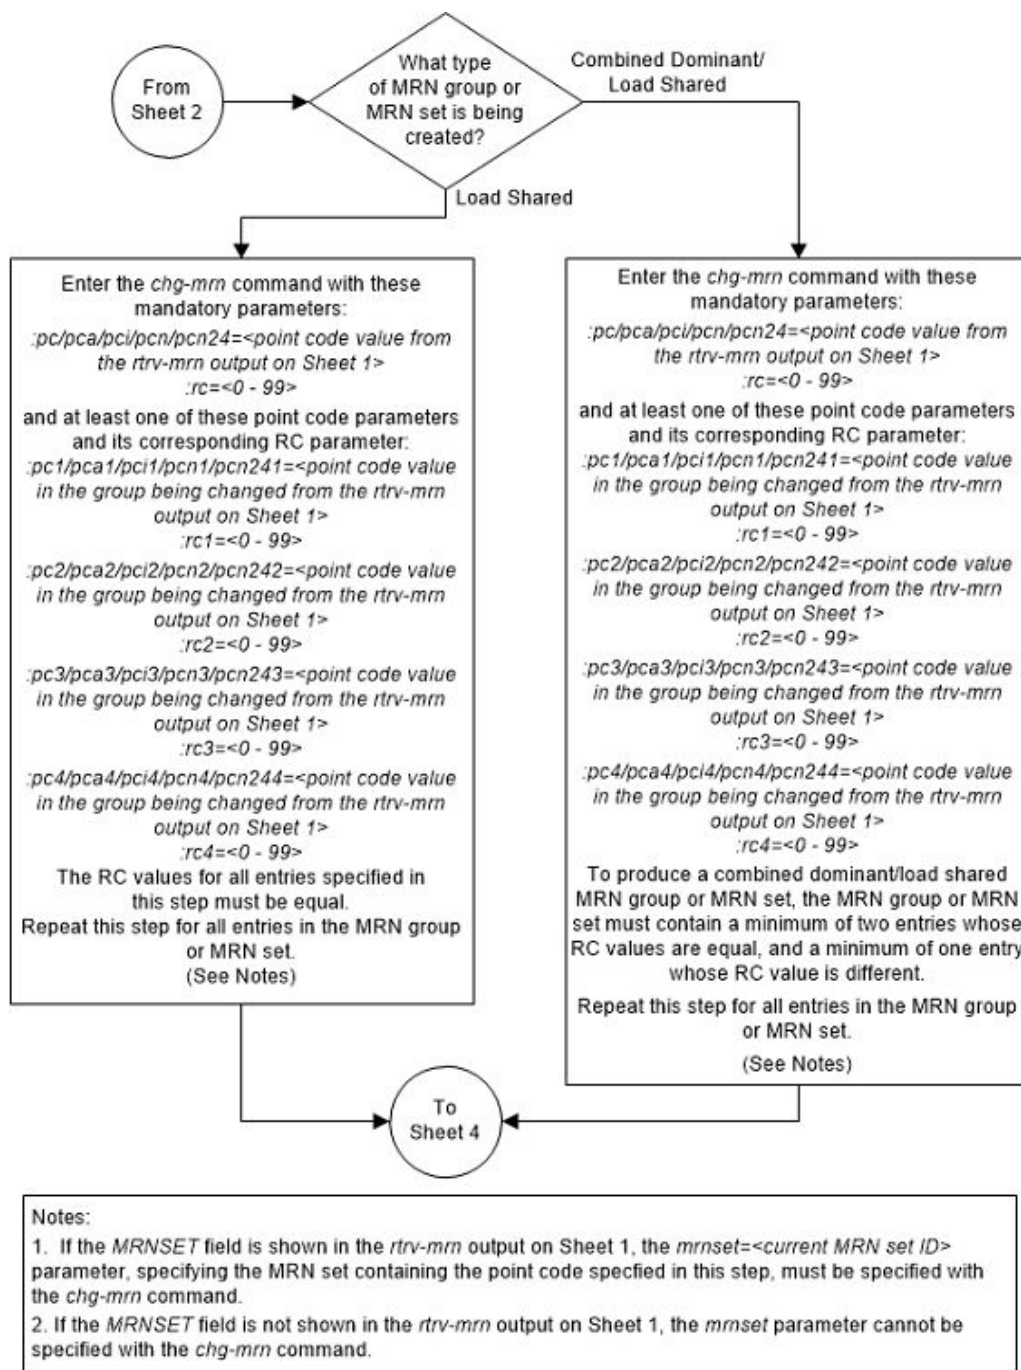 From
Sheet 2
What type
of MRN group or
MRN set is being
created?
Combined Dominant/
Load Shared
Load Shared
Enter the chg-mrn command with these
mandatory parameters:
:pc/pca/pci/pcn/pcn24=<point code value from
the rtrv-mrn output on Sheet 1>
:rc=<0 - 99>
and at least one of these point code parameters
and its corresponding RC parameter:
:pc1/pca1/pci1/pcn1/pcn241=<point code value
in the group being changed from the rtrv-mrn
output on Sheet 1>
:rc1=<0 - 99>
:pc2/pca2/pci2/pcn2/pcn242=<point code value
in the group being changed from the rtrv-mrn
output on Sheet 1>
:rc2=<0 - 99>
:pc3/pca3/pci3/pcn3/pcn243=<point code value
in the group being changed from the rtrv-mrn
output on Sheet 1>
:rc3=<0 - 99>
:pc4/pca4/pci4/pcn4/pcn244=<point code value
in the group being changed from the rtrv-mrn
output on Sheet 1>
:rc4=<0 - 99>
The RC values for all entries specified in
this step must be equal.
Repeat this step for all entries in the MRN group
or MRN set.
(See Notes)
Enter the chg-mrn command with these
mandatory parameters:
:pc/pca/pci/pcn/pcn24=<point code value from
the rtrv-mrn output on Sheet 1>
:rc=<0 - 99>
and at least one of these point code parameters
and its corresponding RC parameter:
:pc1/pca1/pci1/pcn1/pcn241=<point code value
in the group being changed from the rtrv-mrn
output on Sheet 1>
:rc1=<0 - 99>
:pc2/pca2/pci2/pcn2/pcn242=<point code value
in the group being changed from the rtrv-mrn
output on Sheet 1>
:rc2=<0 - 99>
:pc3/pca3/pci3/pcn3/pcn243=<point code value
in the group being changed from the rtrv-mrn
output on Sheet 1>
:rc3=<0 - 99>
:pc4/pca4/pci4/pcn4/pcn244=<point code value
in the group being changed from the rtrv-mrn
output on Sheet 1>
:rc4=<0 - 99>
To produce a combined dominant/load shared
MRN group or MRN set, the MRN group or MRN
set must contain a minimum of two entries whose
RC values are equal, and a minimum of one entry
whose RC value is different.
Repeat this step for all entries in the MRN group
or MRN set.
(See Notes)
To
Sheet 4
Notes:
1. If the MRNSET field is shown in the rtrv-mrn output on Sheet 1, the mrnset=<current MRN set ID>
parameter, specifying the MRN set containing the point code specfied in this step, must be specified with
the chg-mrn command.
2. If the MRNSET field is not shown in the rtrv-mrn output on Sheet 1, the mrnset parameter cannot be
specified with the chg-mrn command.